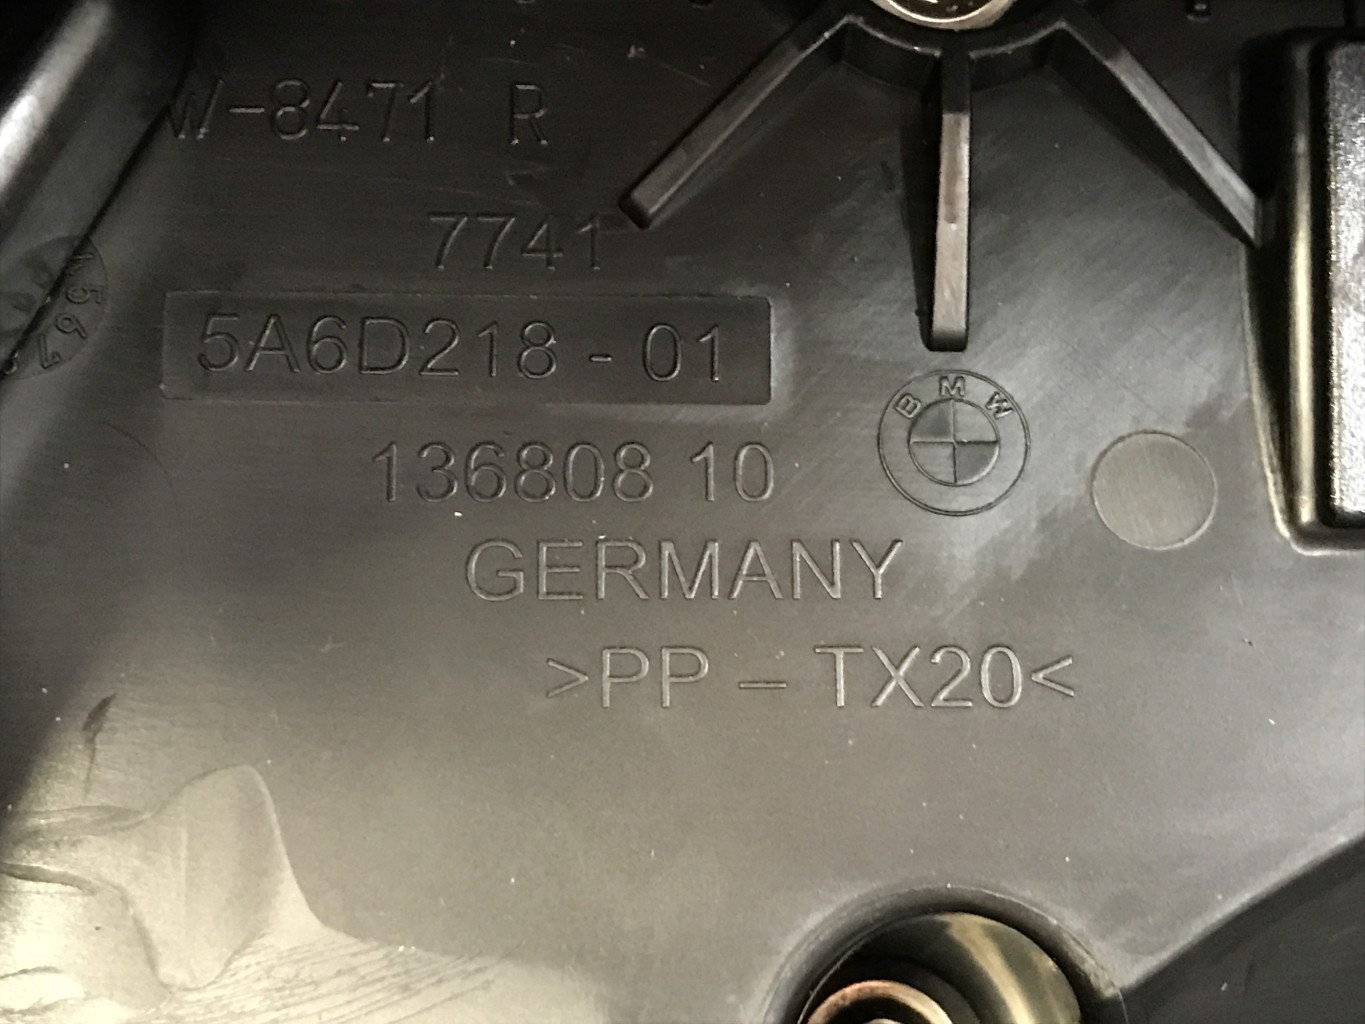 W-8471 R
7741
5A6D218 - 01
136808 10
BMW
GERMANY
>PP - TX20<